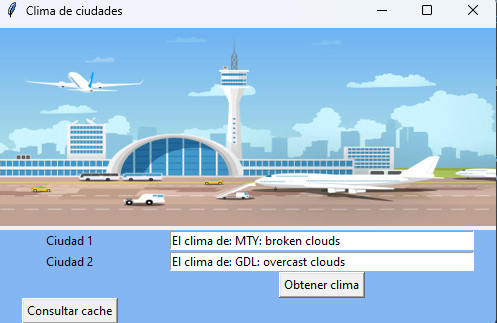 Clima de ciudades
Ciudad 1 El clima de: MTY: broken clouds
Ciudad 2 El clima de: GDL: overcast clouds
Obtener clima
Consultar cache